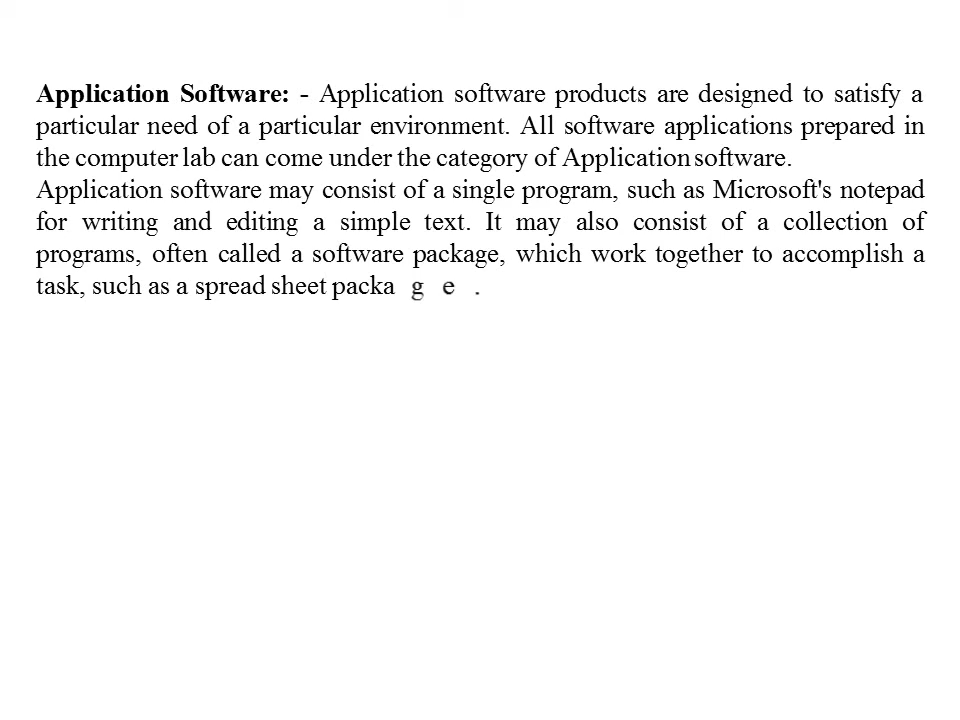 Application Software: - Application software products are designed to satisfy a
particular need of a particular environment. All software applications prepared in
the computer lab can come under the category of Application software.
Application software may consist of a single program, such as Microsoft's notepad
for writing and editing a simple text. It may also consist of a collection of
programs, often called a software package, which work together to accomplish a
task, such as a spread sheet packa g e .